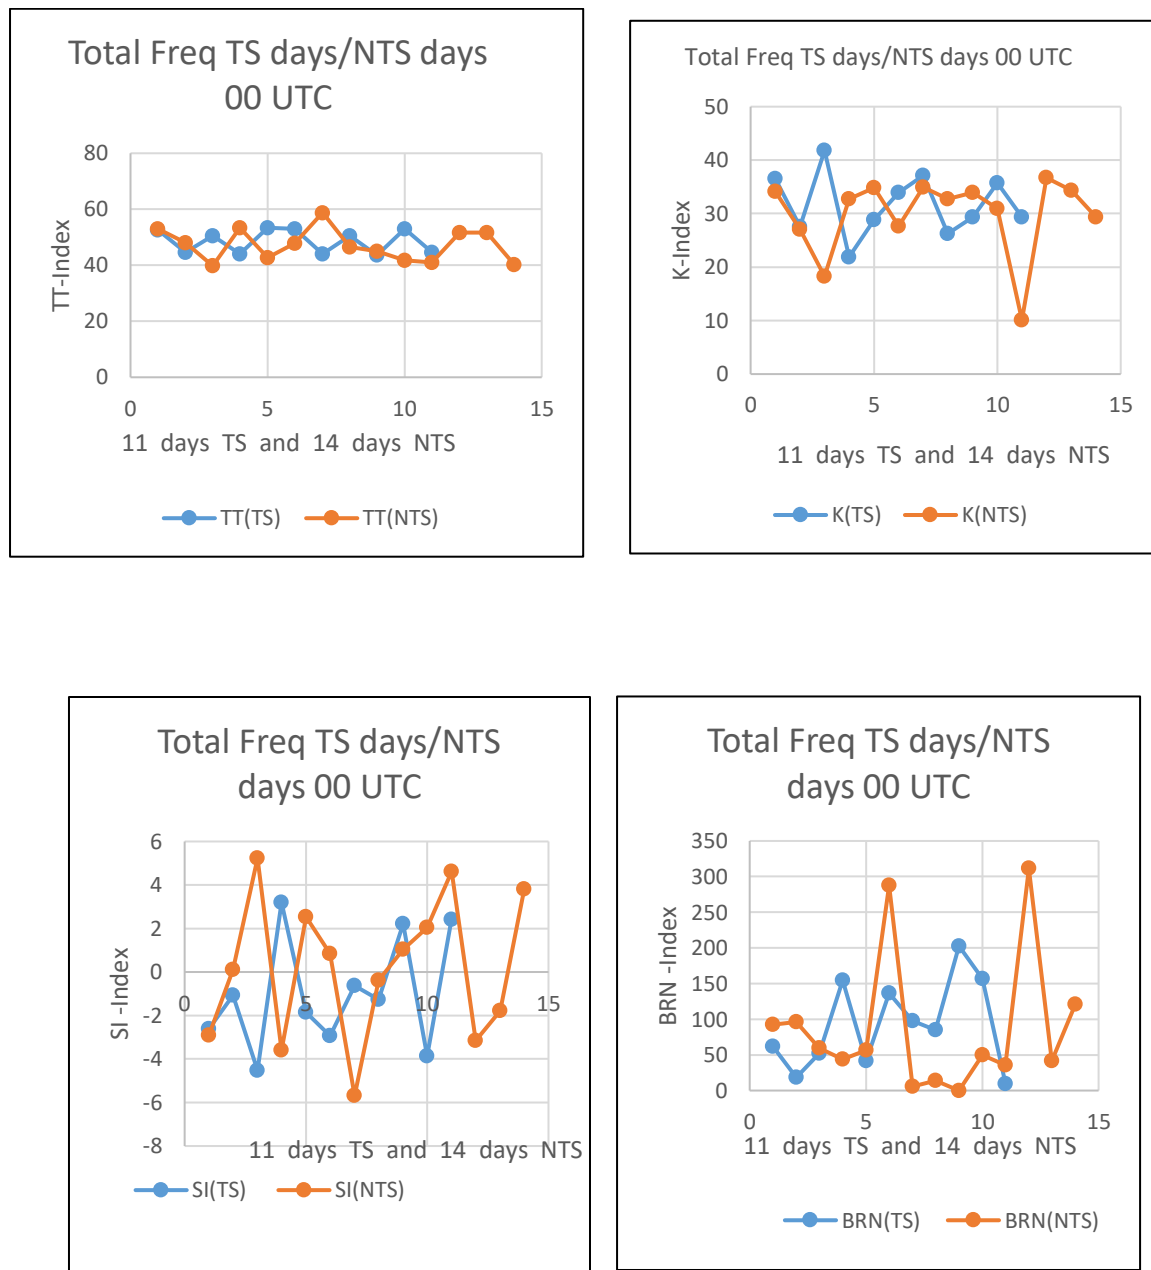 Total Freq TS days/NTS days
00 UTC
80
60
40
20
0
0 5 10 15
TT-Index
11 days TS and 14 days NTS
TT(TS) TT(NTS)
Total Freq TS days/NTS days 00 UTC
50
40
30
20
10
0
0 5 10 15
K-Index
11 days TS and 14 days NTS
K(TS) K(NTS)
Total Freq TS days/NTS
days 00 UTC
6
4
2
0
-2
-4
-6
-8
0 5 10 15
SI -Index
11 days TS and 14 days NTS
SI(TS) SI(NTS)
Total Freq TS days/NTS
days 00 UTC
350
300
250
200
150
100
50
0
0 5 10 15
BRN -Index
11 days TS and 14 days NTS
BRN(TS) BRN(NTS)